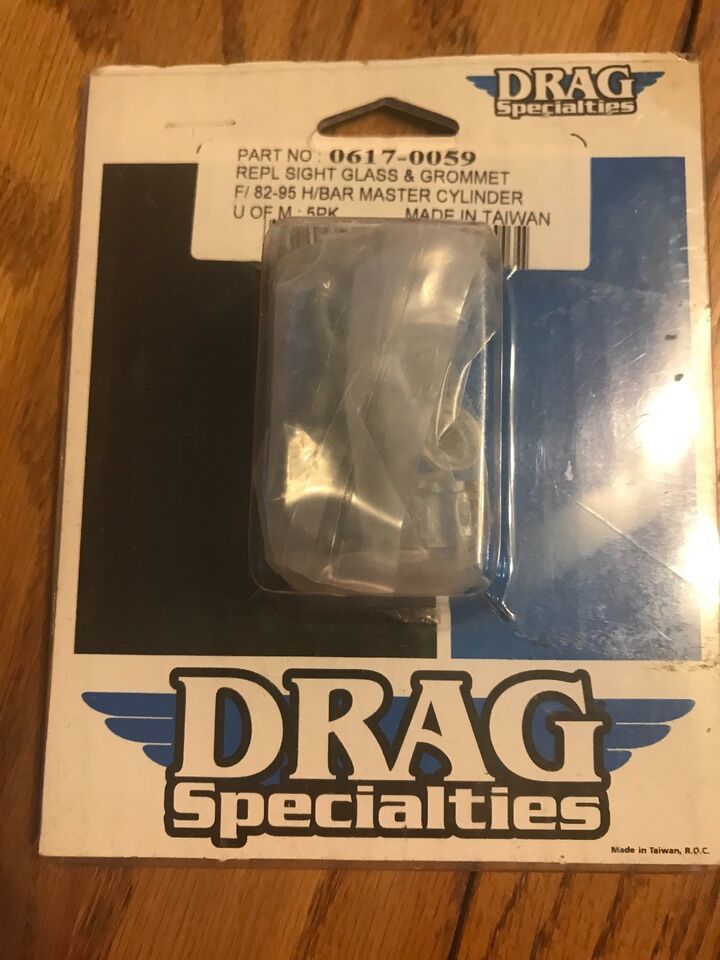 DRAG
Specialties
PART NO : 0617-0059
REPL SIGHT GLASS & GROMMET
F/ 82-95 H/BAR MASTER CYLINDER
U OF M : 5PK MADE IN TAIWAN
DRAG
Specialties
Made in Taiwan, R.O.C.